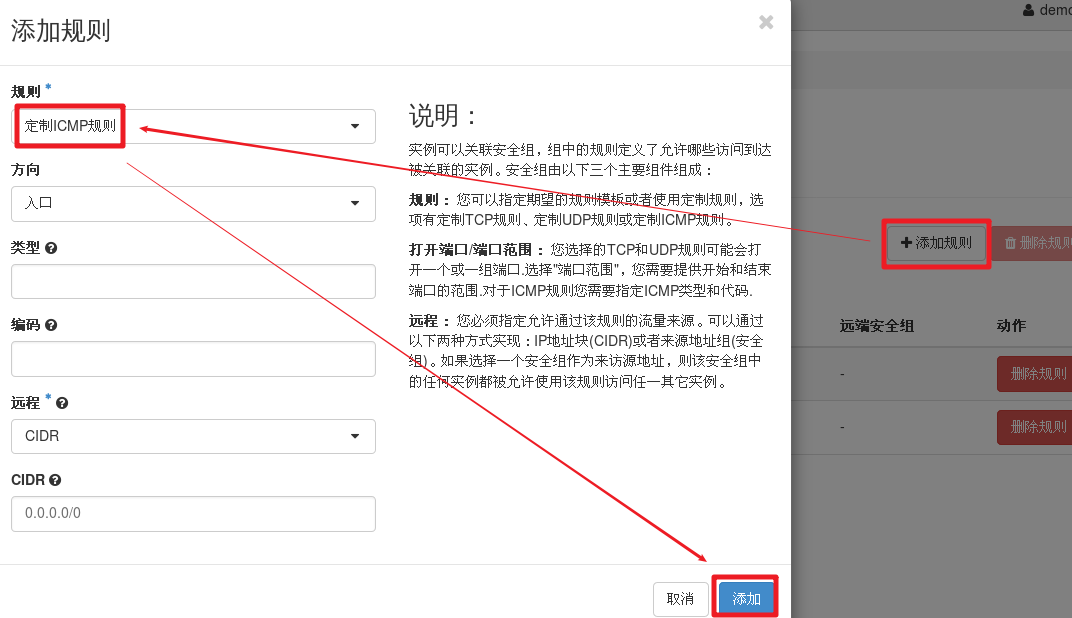 添加规则
×
demo
规则 *
定制ICMP规则
方向
入口
类型
编码
远程 *
CIDR
CIDR
0.0.0.0/0
说明：
实例可以关联安全组，组中的规则定义了允许哪些访问到达
被关联的实例。安全组由以下三个主要组件组成：
规则： 您可以指定期望的规则模板或者使用定制规则，选
项有定制TCP规则、定制UDP规则或定制ICMP规则。
打开端口/端口范围： 您选择的TCP和UDP规则可能会打
开一个或一组端口.选择"端口范围"，您需要提供开始和结束
端口的范围.对于ICMP规则您需要指定ICMP类型和代码.
远程： 您必须指定允许通过该规则的流量来源。可以通过
以下两种方式实现：IP地址块(CIDR)或者来源地址组(安全
组)。如果选择一个安全组作为来访源地址，则该安全组中
的任何实例都被允许使用该规则访问任一其它实例。
取消
添加
+添加规则
删除规则
远端安全组
动作
-
删除规则
-
删除规则